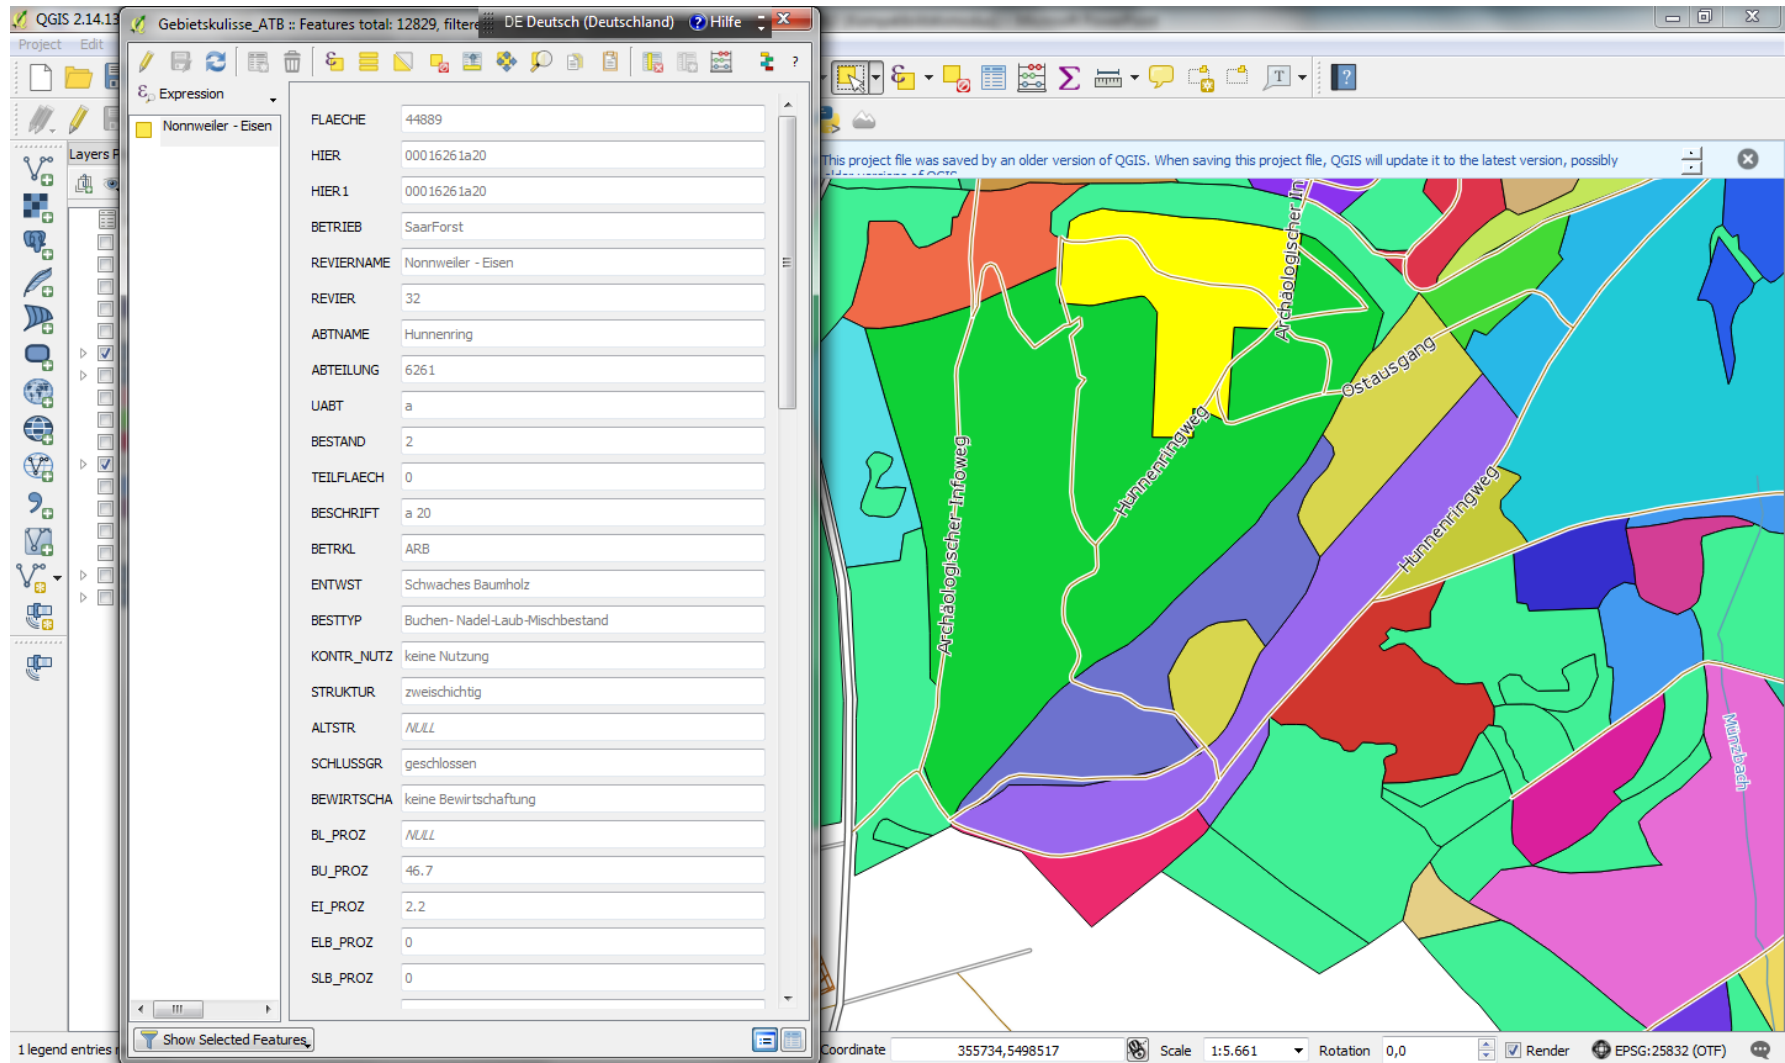 QGIS 2.14.13
Gebietskulisse_ATB :: Features total: 12829, filtere
DE Deutsch (Deutschland)
? Hilfe
Project Edit
Expression
Nonnweiler - Eisen
Layers P
FLAECHE 44889
HIER 00016261a20
HIER1 00016261a20
BETRIEB SaarForst
REVIERNAME Nonnweiler - Eisen
REVIER 32
ABTNAME Hunnenring
ABTEILUNG 6261
UABT a
BESTAND 2
TEILFLAECH 0
BESCHRIFT a 20
BETRKL ARB
ENTWST Schwaches Baumholz
BESTTYP Buchen- Nadel-Laub-Mischbestand
KONTR_NUTZ keine Nutzung
STRUKTUR zweischichtig
ALTSTR NULL
SCHLUSSGR geschlossen
BEWIRTSCHA keine Bewirtschaftung
BL_PROZ NULL
BU_PROZ 46.7
EI_PROZ 2.2
ELB_PROZ 0
SLB_PROZ 0
Show Selected Features
1 legend entries
This project file was saved by an older version of QGIS. When saving this project file, QGIS will update it to the latest version, possibly
older versions of QGIS
Archäologischer In
Ostausgang
Hunnenringweg
Archäologischer-Infoweg
Hunnenringweg
Münzbach
Coordinate 355734,5498517 Scale 1:5.661 Rotation 0,0 Render EPSG:25832 (OTF)